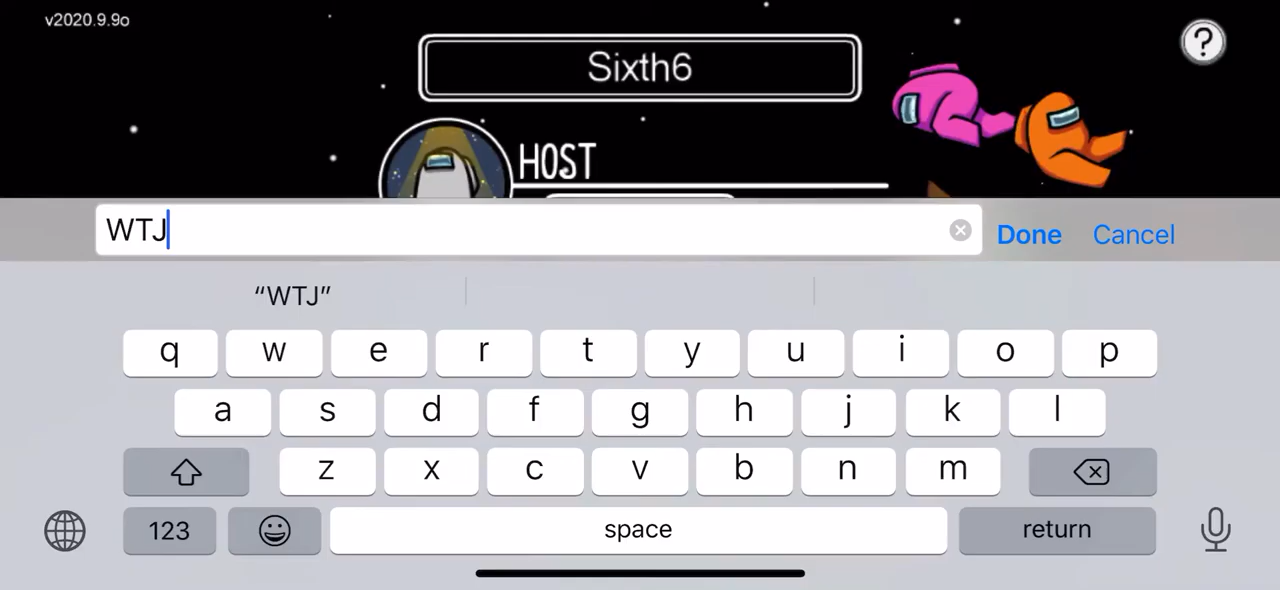 v2020.9.9o
Sixth6
?
HOST
WTJ
Done
Cancel
“WTJ”
q w e r t y u i o p
a s d f g h j k l
z x c v b n m
123
space
return